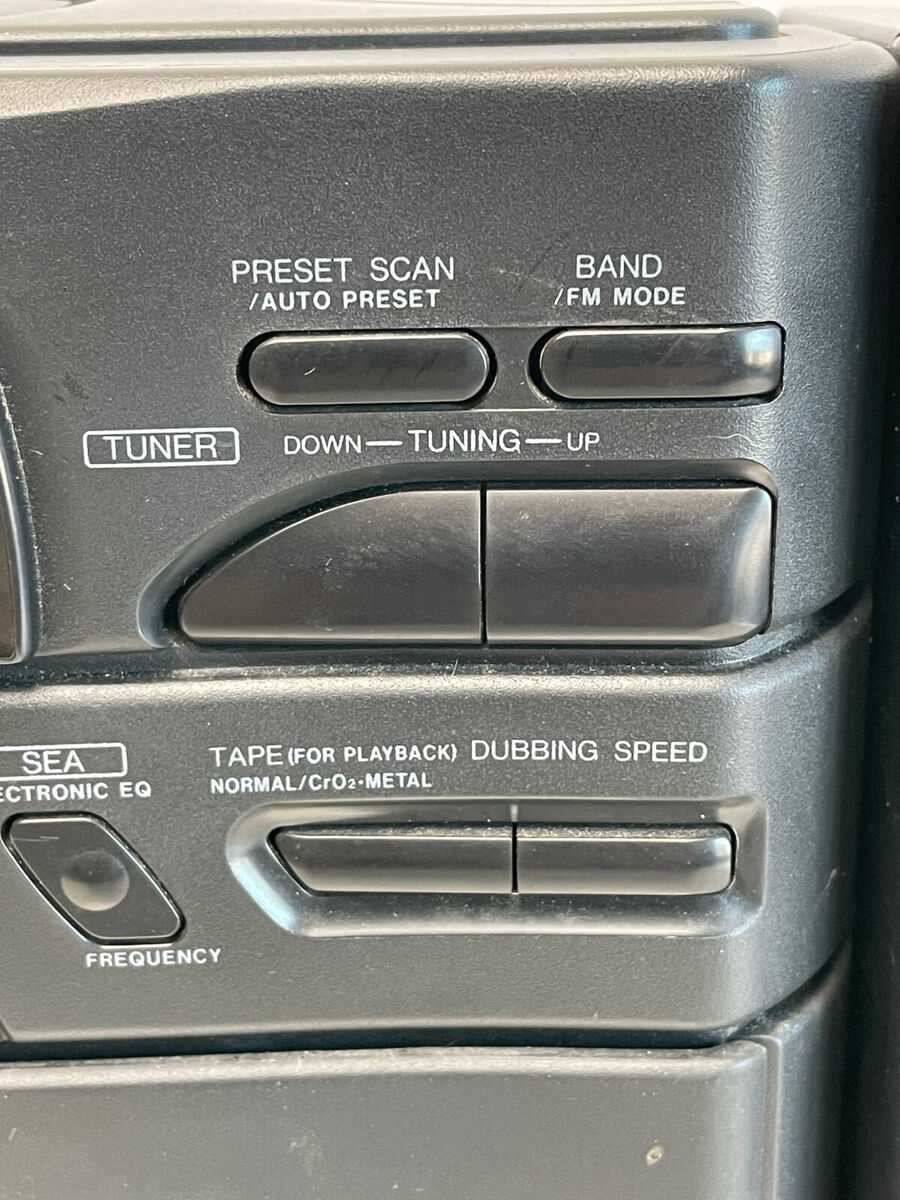 PRESET SCAN
/AUTO PRESET
BAND
/FM MODE
TUNER
DOWN — TUNING — UP
SEA
ECTRONIC EQ
TAPE (FOR PLAYBACK) DUBBING SPEED
NORMAL/CrO₂·METAL
FREQUENCY